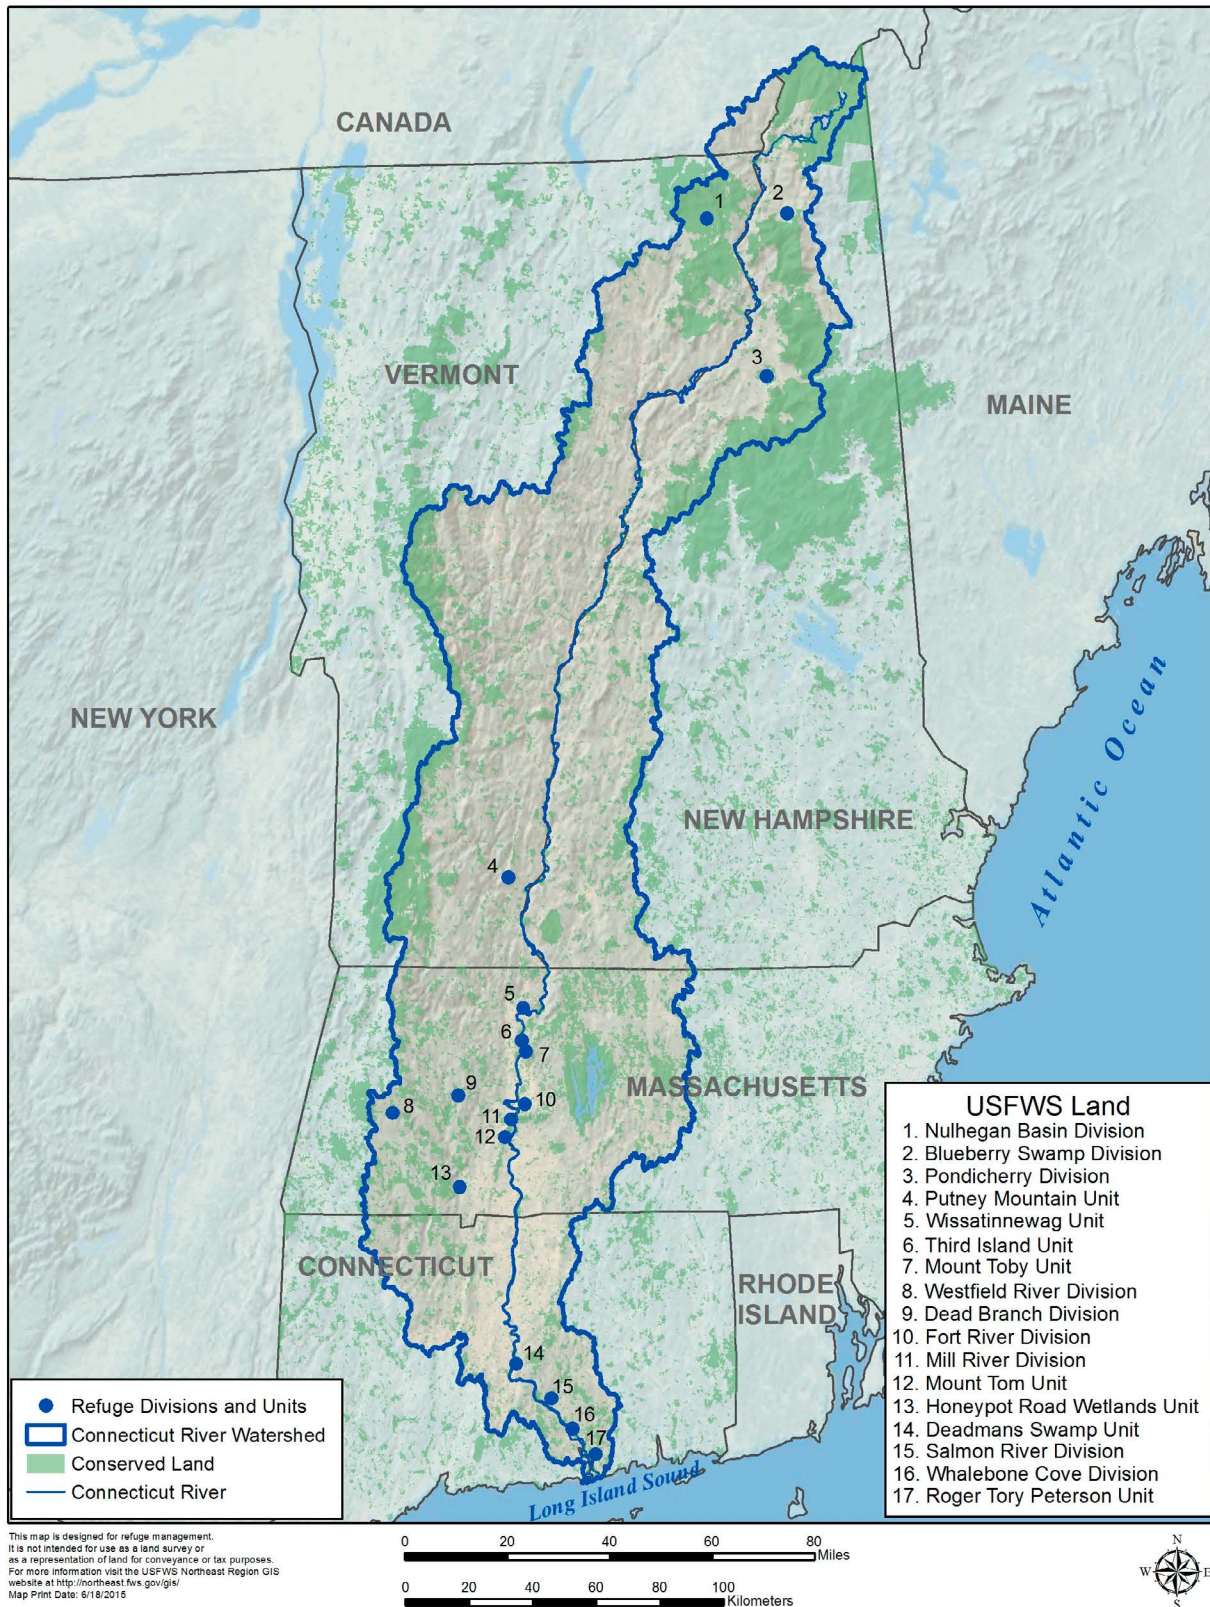 CANADA
1
2
3
VERMONT
MAINE
NEW YORK
Atlantic Ocean
NEW HAMPSHIRE
4
5
6
7
MASSACHUSETTS
8
9
10
11
12
13
CONNECTICUT
RHODE
ISLAND
14
15
16
17
Long Island Sound
USFWS Land
1. Nulhegan Basin Division
2. Blueberry Swamp Division
3. Pondicherry Division
4. Putney Mountain Unit
5. Wissatinnewag Unit
6. Third Island Unit
7. Mount Toby Unit
8. Westfield River Division
9. Dead Branch Division
10. Fort River Division
11. Mill River Division
12. Mount Tom Unit
13. Honeypot Road Wetlands Unit
14. Deadmans Swamp Unit
15. Salmon River Division
16. Whalebone Cove Division
17. Roger Tory Peterson Unit
Refuge Divisions and Units
Connecticut River Watershed
Conserved Land
Connecticut River
This map is designed for refuge management.
It is not intended for use as a land survey or
as a representation of land for conveyance or tax purposes.
For more information visit the USFWS Northeast Region GIS
website at http://northeast.fws.gov/gis/
Map Print Date: 6/18/2015
0 20 40 60 80
Miles
0 20 40 60 80 100
Kilometers
N
W E
S